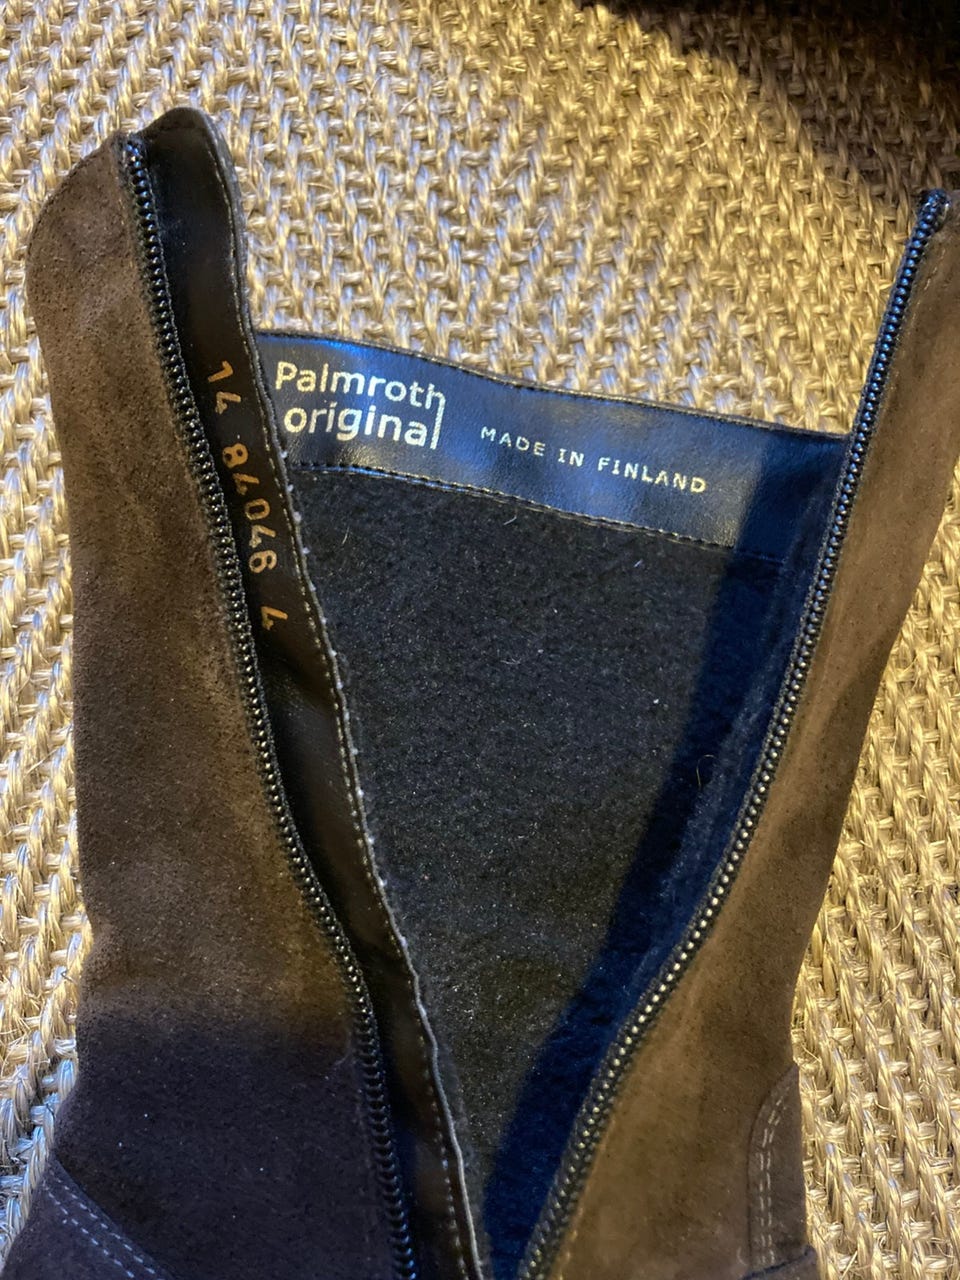 Palmroth
original
MADE IN FINLAND
14 84046 4